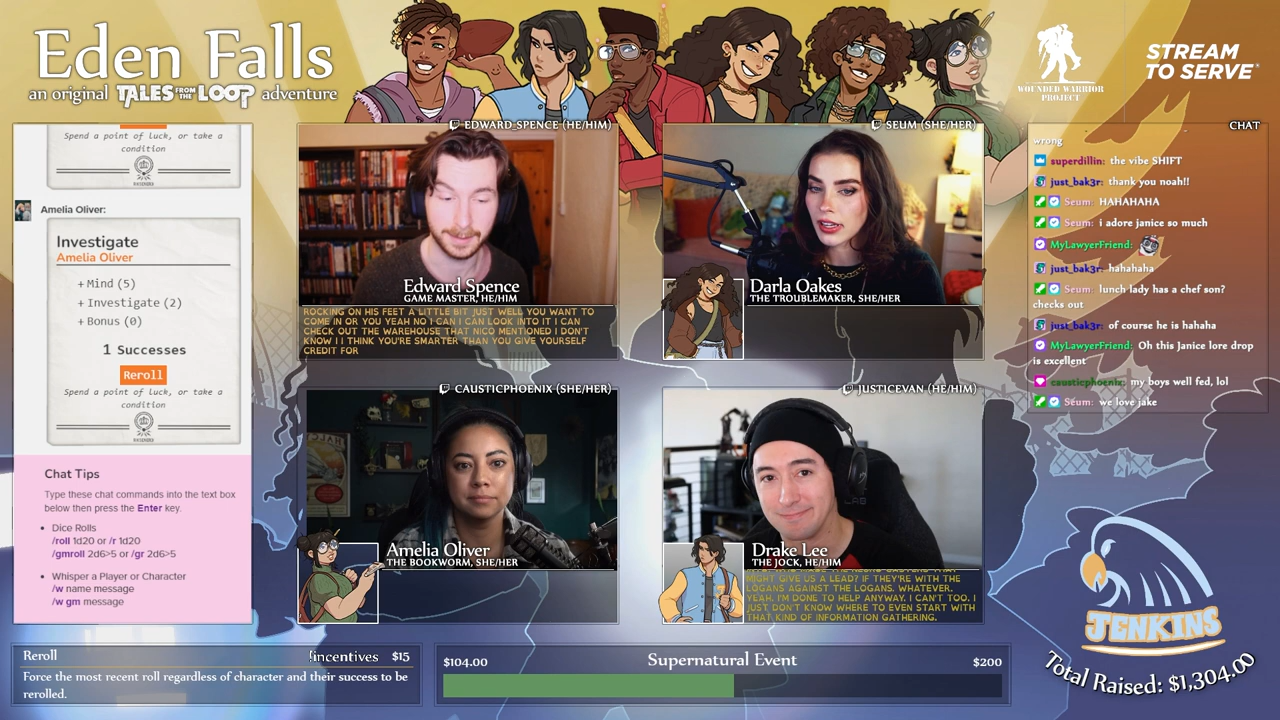 Eden Falls
an original TALES FROM THE LOOP adventure
WOUNDED WARRIOR
PROJECT
STREAM
TO SERVE
Spend a point of luck, or take a
condition
Amelia Oliver:
Investigate
Amelia Oliver
+ Mind (5)
+ Investigate (2)
+ Bonus (0)
1 Successes
Reroll
Spend a point of luck, or take a
condition
Chat Tips
Type these chat commands into the text box
below then press the Enter key.
• Dice Rolls
/roll 1d20 or /r 1d20
/gmroll 2d6>5 or /gr 2d6>5
• Whisper a Player or Character
/w name message
/w gm message
EDWARD_SPENCE (HE/HIM)
Edward Spence
GAME MASTER, HE/HIM
ROCKING ON HIS FEET A LITTLE BIT JUST WELL YOU WANT TO
COME IN OR YOU YEAH NO I CAN I CAN LOOK INTO IT I CAN
CHECK OUT THE WAREHOUSE THAT NICO MENTIONED I DON'T
KNOW I I THINK YOU'RE SMARTER THAN YOU GIVE YOURSELF
CREDIT FOR
SEUM (SHE/HER)
Darla Oakes
THE TROUBLEMAKER, SHE/HER
CAUSTICPHOENIX (SHE/HER)
Amelia Oliver
THE BOOKWORM, SHE/HER
JUSTICEVAN (HE/HIM)
Drake Lee
THE JOCK, HE/HIM
MIGHT GIVE US A LEAD? IF THEY'RE WITH THE
LOGANS AGAINST THE LOGANS. WHATEVER.
YEAH, I'M DONE TO HELP ANYWAY. I CAN'T TOO. I
JUST DON'T KNOW WHERE TO EVEN START WITH
THAT KIND OF INFORMATION GATHERING.
CHAT
wrong
superdillin: the vibe SHIFT
just_bak3r: thank you noah!!
Seum: HAHAHAHA
Seum: i adore janice so much
MyLawyerFriend:
just_bak3r: hahahaha
Seum: lunch lady has a chef son?
checks out
just_bak3r: of course he is hahaha
MyLawyerFriend: Oh this Janice lore drop
is excellent
causticphoenix: my boys well fed, lol
Seum: we love jake
Reroll !incentives $15
Force the most recent roll regardless of character and their success to be
rerolled.
$104.00 Supernatural Event $200
JENKINS
Total Raised: $1,304.00